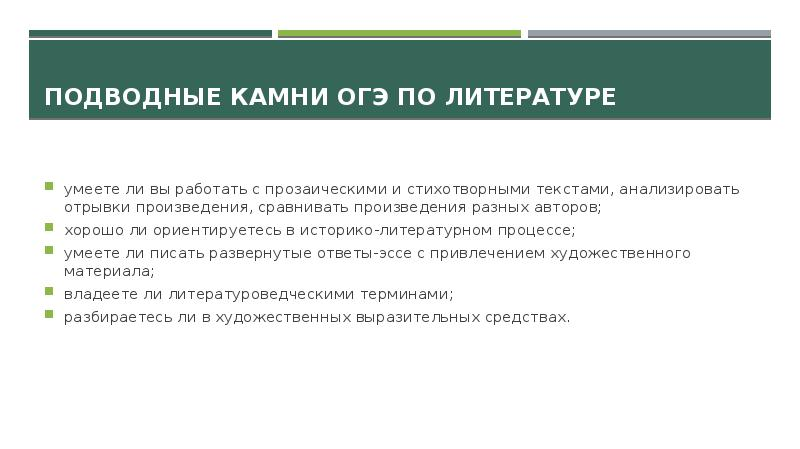 ПОДВОДНЫЕ КАМНИ ОГЭ ПО ЛИТЕРАТУРЕ
умеете ли вы работать с прозаическими и стихотворными текстами, анализировать
отрывки произведения, сравнивать произведения разных авторов;
хорошо ли ориентируетесь в историко-литературном процессе;
умеете ли писать развернутые ответы-эссе с привлечением художественного
материала;
владеете ли литературоведческими терминами;
разбираетесь ли в художественных выразительных средствах.